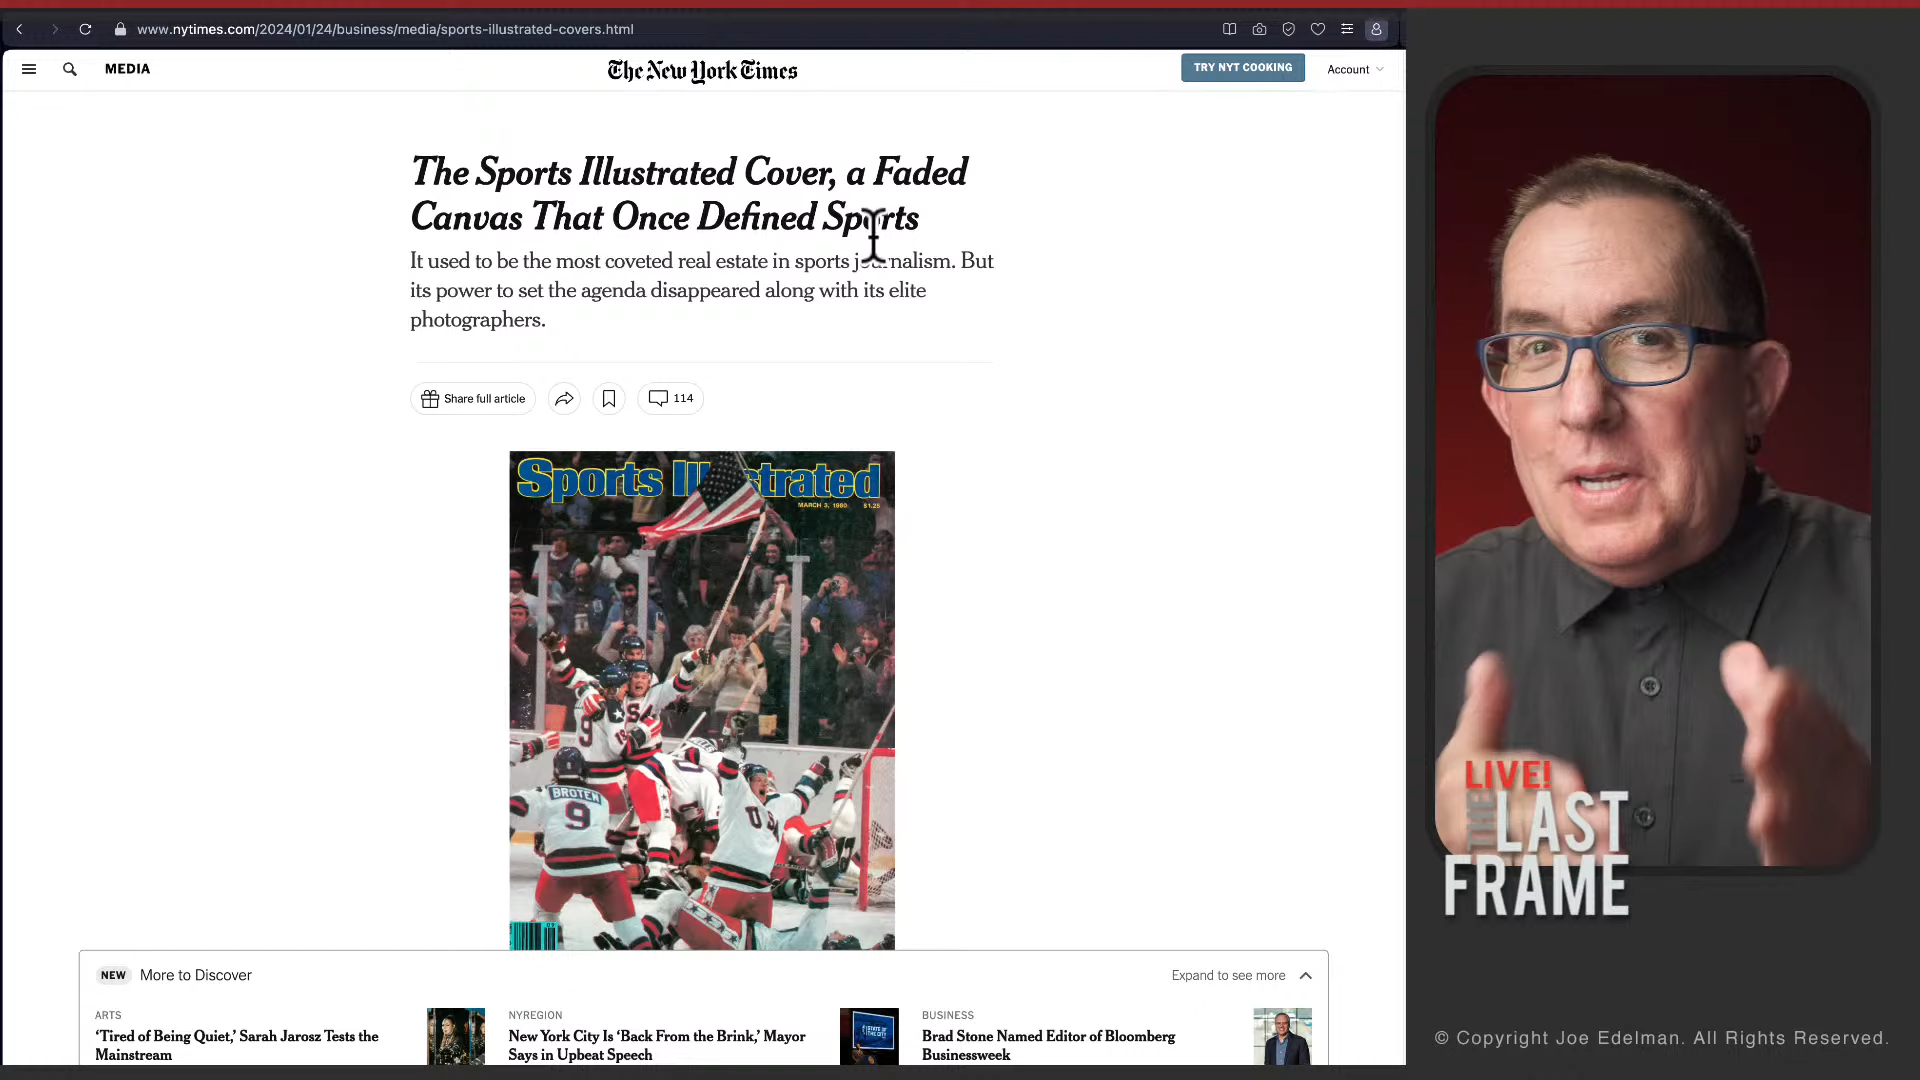 www.nytimes.com/2024/01/24/business/media/sports-illustrated-covers.html
MEDIA
The New York Times
TRY NYT COOKING
Account
The Sports Illustrated Cover, a Faded
Canvas That Once Defined Sports
It used to be the most coveted real estate in sports journalism. But
its power to set the agenda disappeared along with its elite
photographers.
Share full article
114
Sports Illustrated
MARCH 3, 1980 $1.25
BROTEN
9
USA
NEW More to Discover
Expand to see more
ARTS
‘Tired of Being Quiet,’ Sarah Jarosz Tests the
Mainstream
NYREGION
New York City Is ‘Back From the Brink,’ Mayor
Says in Upbeat Speech
BUSINESS
Brad Stone Named Editor of Bloomberg
Businessweek
LIVE!
THE LAST
FRAME
© Copyright Joe Edelman. All Rights Reserved.